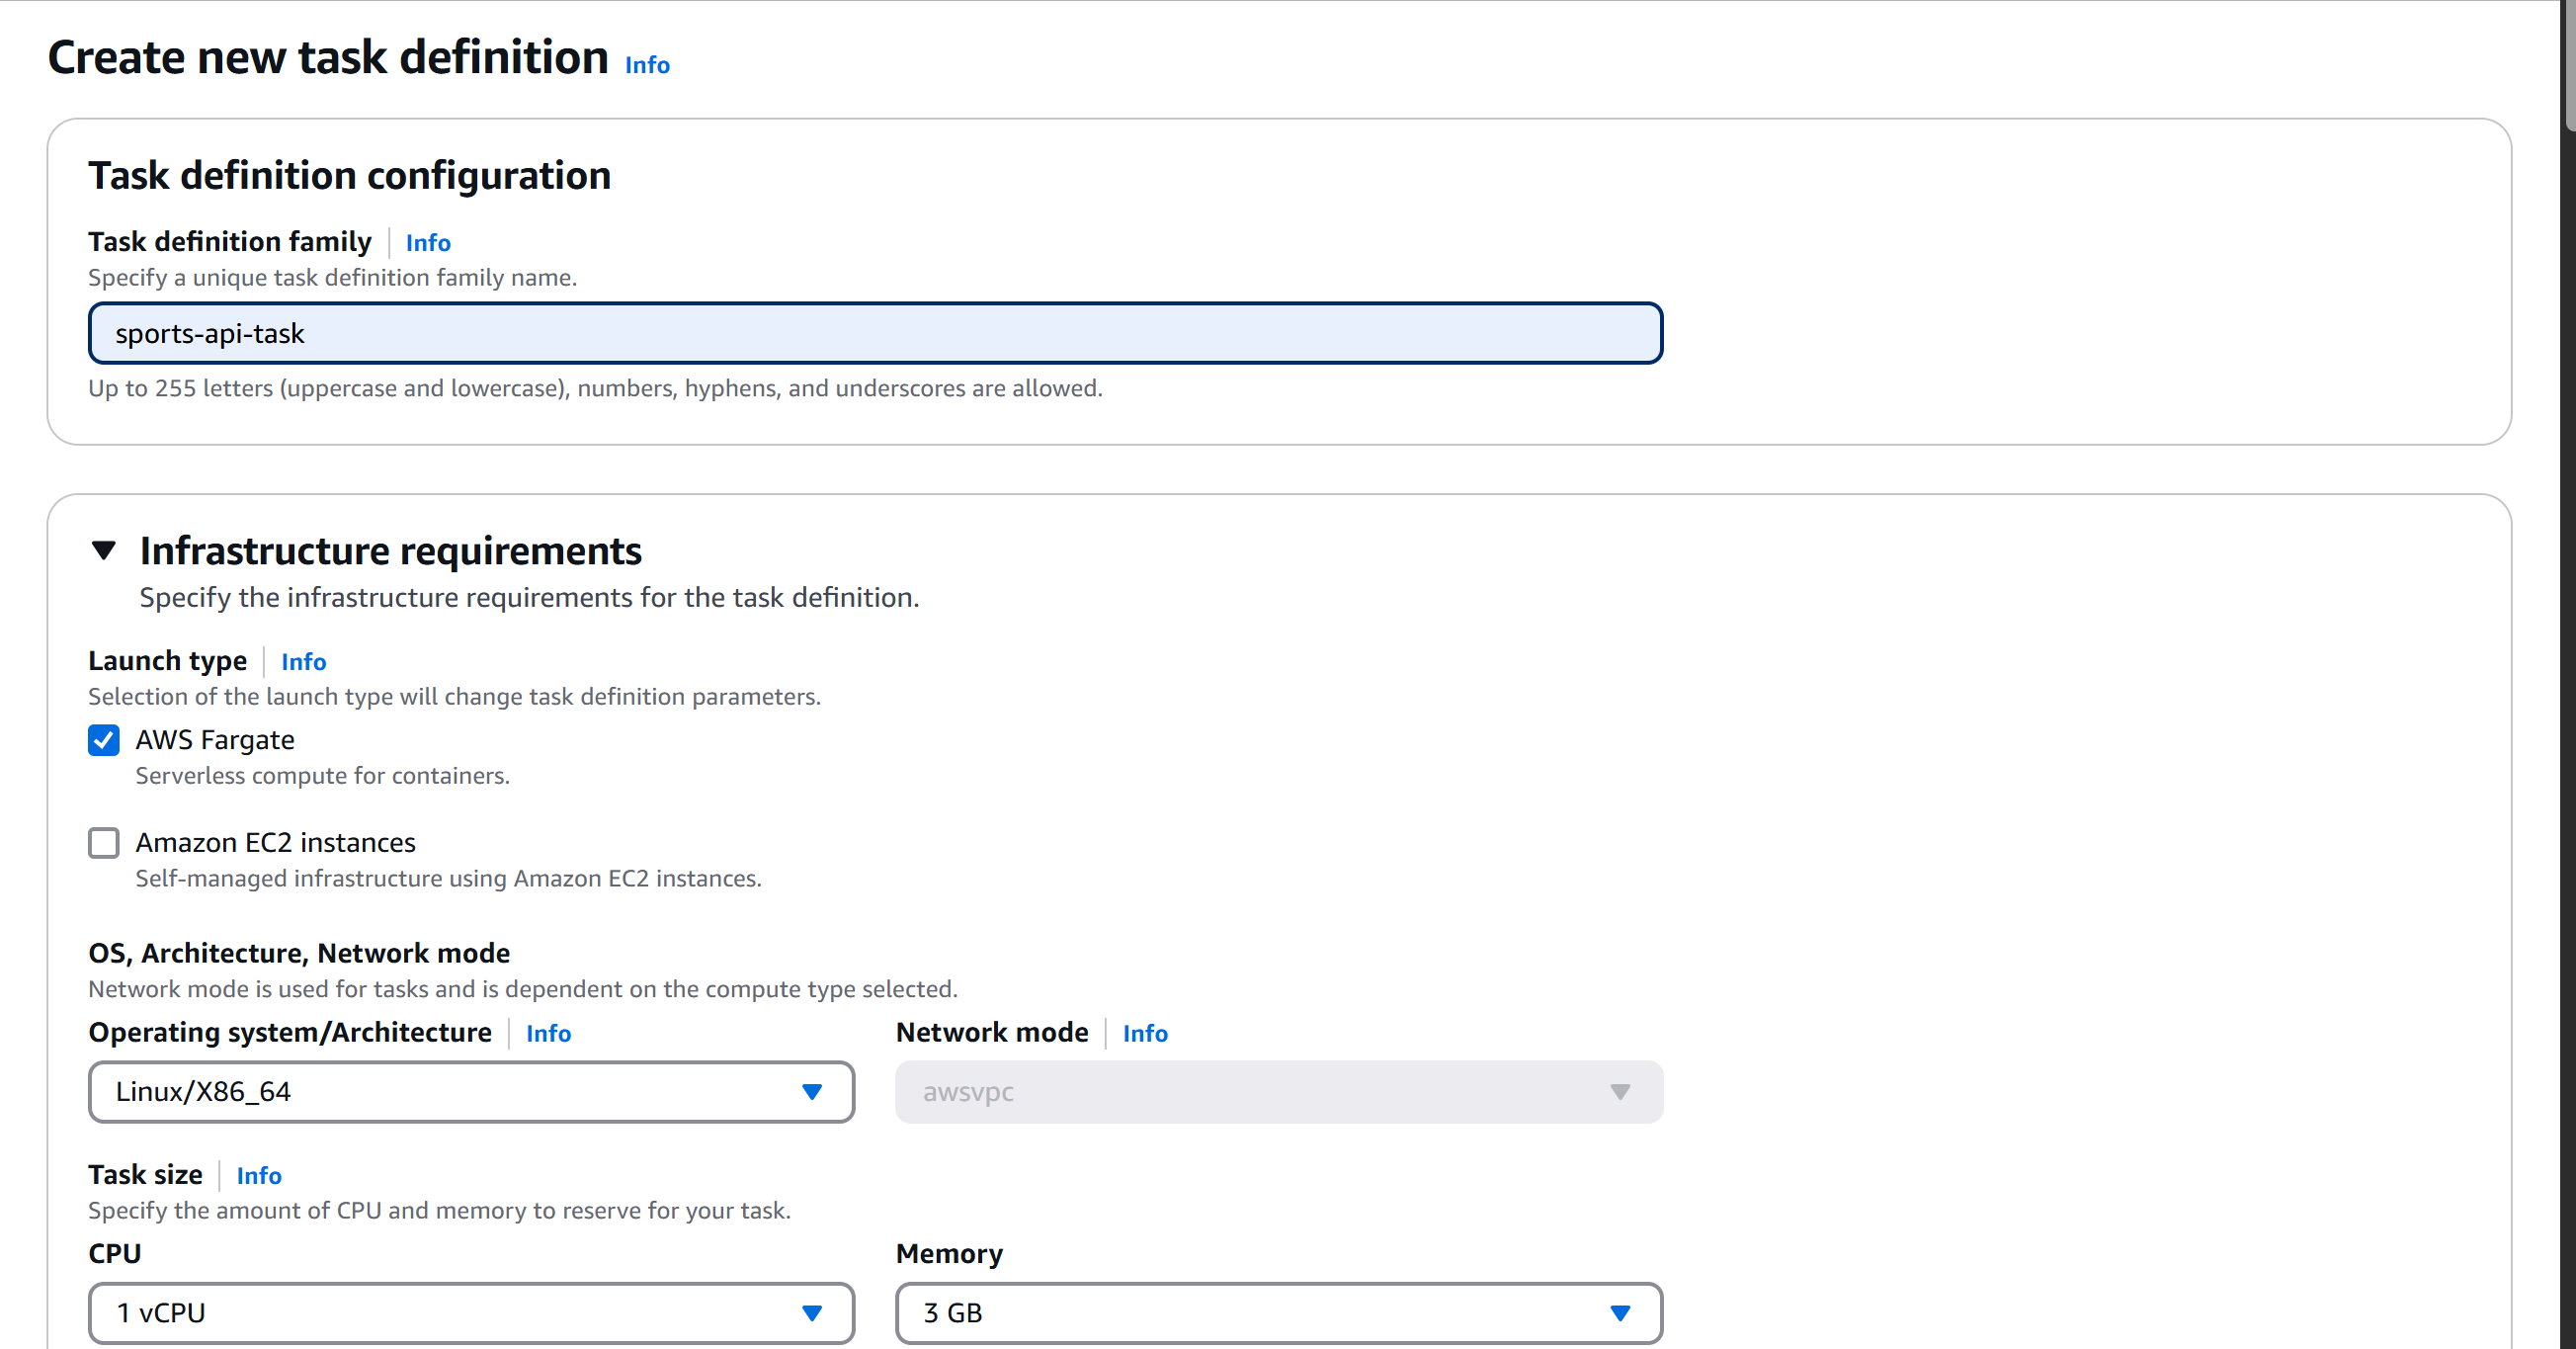 Create new task definition Info
Task definition configuration
Task definition family Info
Specify a unique task definition family name.
sports-api-task
Up to 255 letters (uppercase and lowercase), numbers, hyphens, and underscores are allowed.
Infrastructure requirements
Specify the infrastructure requirements for the task definition.
Launch type Info
Selection of the launch type will change task definition parameters.
AWS Fargate
Serverless compute for containers.
Amazon EC2 instances
Self-managed infrastructure using Amazon EC2 instances.
OS, Architecture, Network mode
Network mode is used for tasks and is dependent on the compute type selected.
Operating system/Architecture Info Network mode Info
Linux/X86_64 awsvpc
Task size Info
Specify the amount of CPU and memory to reserve for your task.
CPU Memory
1 vCPU 3 GB